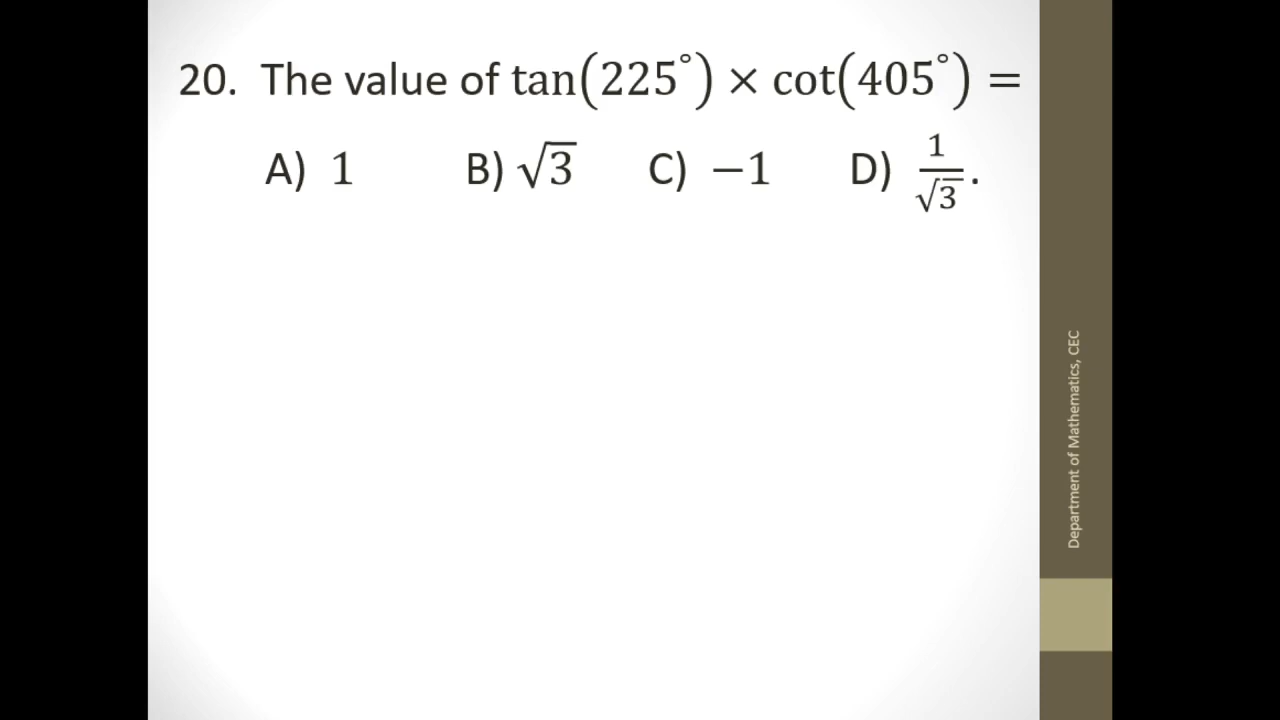 20. The value of tan(225°) × cot(405°) =
A) 1 B) √3 C) −1 D) 1/√3.
Department of Mathematics, CEC